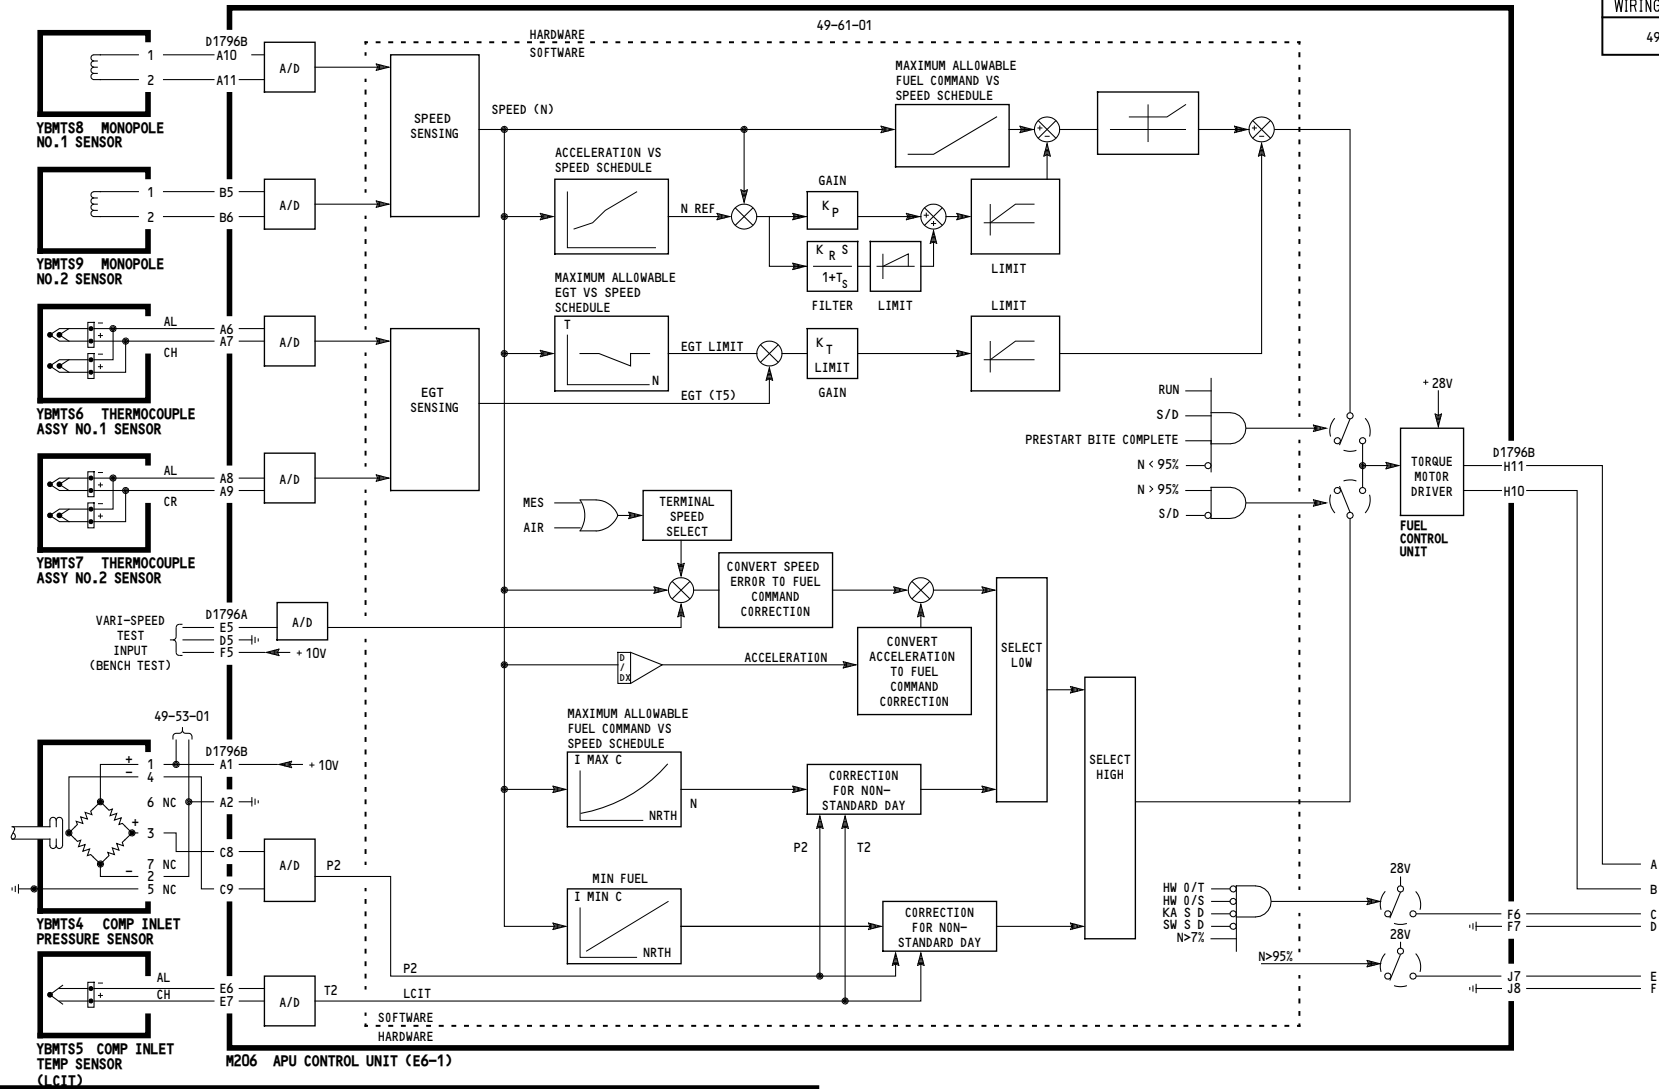 WIRING
49
49-61-01
HARDWARE
SOFTWARE
D1796B
1
A10
2
A11
A/D
YBMTS8 MONOPOLE
NO.1 SENSOR
1
B5
2
B6
A/D
YBMTS9 MONOPOLE
NO.2 SENSOR
SPEED
SENSING
SPEED (N)
MAXIMUM ALLOWABLE
FUEL COMMAND VS
SPEED SCHEDULE
+
-
+
-
ACCELERATION VS
SPEED SCHEDULE
N REF
GAIN
K P
K R S
1+T S
FILTER
LIMIT
+
+
LIMIT
MAXIMUM ALLOWABLE
EGT VS SPEED
SCHEDULE
T
N
EGT LIMIT
EGT (T5)
K T
LIMIT
GAIN
LIMIT
AL
-
+
A6
A7
CH
-
+
A/D
YBMTS6 THERMOCOUPLE
ASSY NO.1 SENSOR
EGT
SENSING
AL
-
+
A8
A9
CR
-
+
A/D
YBMTS7 THERMOCOUPLE
ASSY NO.2 SENSOR
RUN
S/D
PRESTART BITE COMPLETE
N < 95%
N > 95%
S/D
+ 28V
TORQUE
MOTOR
DRIVER
D1796B
H11
H10
FUEL
CONTROL
UNIT
MES
AIR
TERMINAL
SPEED
SELECT
CONVERT SPEED
ERROR TO FUEL
COMMAND
CORRECTION
VARI-SPEED
TEST
INPUT
(BENCH TEST)
D1796A
E5
D5
F5
+ 10V
A/D
D
/
DX
ACCELERATION
CONVERT
ACCELERATION
TO FUEL
COMMAND
CORRECTION
SELECT
LOW
SELECT
HIGH
49-53-01
D1796B
+
1
A1
+ 10V
-
4
6 NC
A2
+
3
C8
7 NC
-
2
5 NC
C9
A/D
P2
YBMTS4 COMP INLET
PRESSURE SENSOR
MAXIMUM ALLOWABLE
FUEL COMMAND VS
SPEED SCHEDULE
I MAX C
NRTH
N
CORRECTION
FOR NON-
STANDARD DAY
P2
T2
MIN FUEL
I MIN C
NRTH
CORRECTION
FOR NON-
STANDARD DAY
P2
LCIT
AL
-
+
CH
E6
E7
A/D
T2
YBMTS5 COMP INLET
TEMP SENSOR
(LCIT)
SOFTWARE
HARDWARE
M206 APU CONTROL UNIT (E6-1)
HW O/T
HW O/S
KA S D
SW S D
N>7%
N>95%
28V
28V
F6
F7
J7
J8
A
B
C
D
E
F